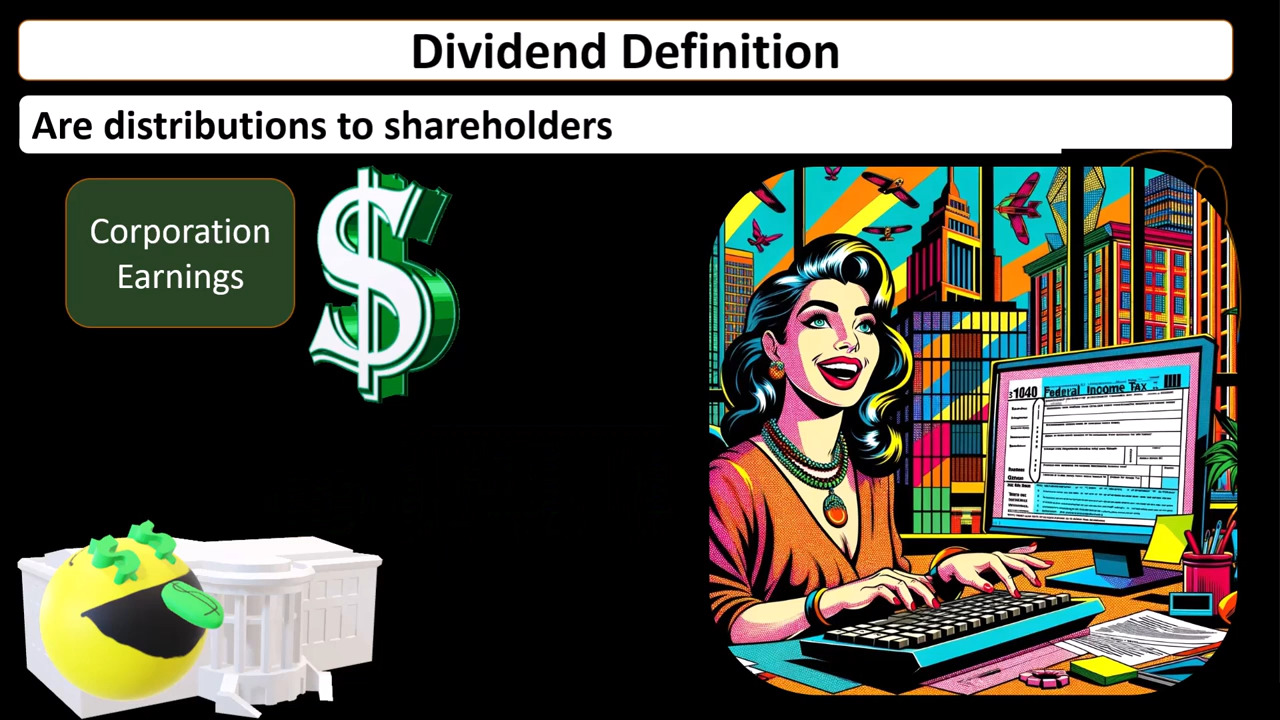 Dividend Definition
Are distributions to shareholders
Corporation
Earnings
$
1040 Federal Income Tax